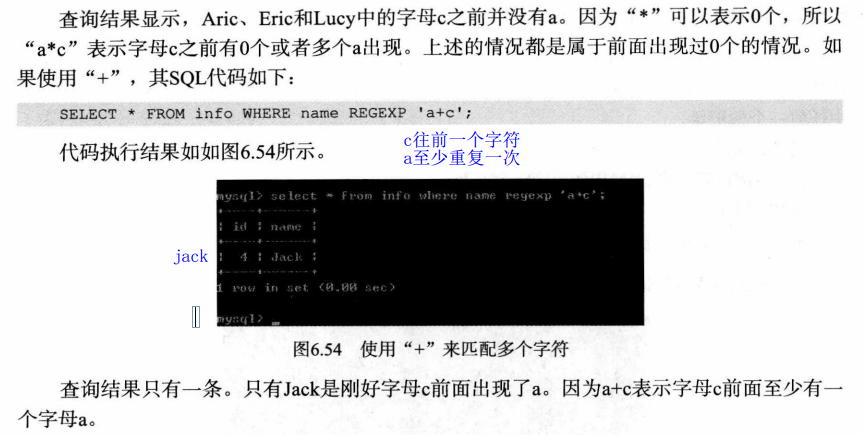 查询结果显示，Aric、Eric和Lucy中的字母c之前并没有a。因为“*”可以表示0个，所以
“a*c”表示字母c之前有0个或者多个a出现。上述的情况都是属于前面出现过0个的情况。如
果使用“+”，其SQL代码如下：
SELECT * FROM info WHERE name REGEXP 'a+c';
代码执行结果如如图6.54所示。
c往前一个字符
a至少重复一次
mysql> select * from info where name regexp 'a+c';
+----+------+
| id | name |
+----+------+
jack
| 4 | Jack |
+----+------+
1 row in set (0.00 sec)
mysql> _
图6.54 使用“+”来匹配多个字符
查询结果只有一条。只有Jack是刚好字母c前面出现了a。因为a+c表示字母c前面至少有一
个字母a。